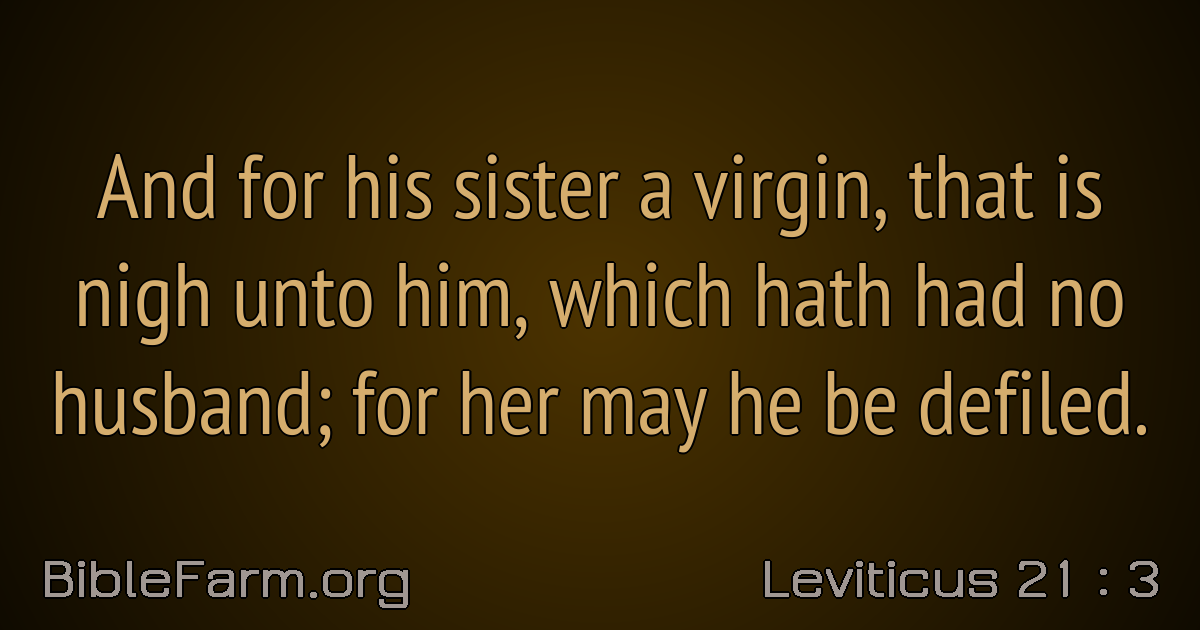 And for his sister a virgin, that is
nigh unto him, which hath had no
husband; for her may he be defiled.
BibleFarm.org
Leviticus 21 : 3